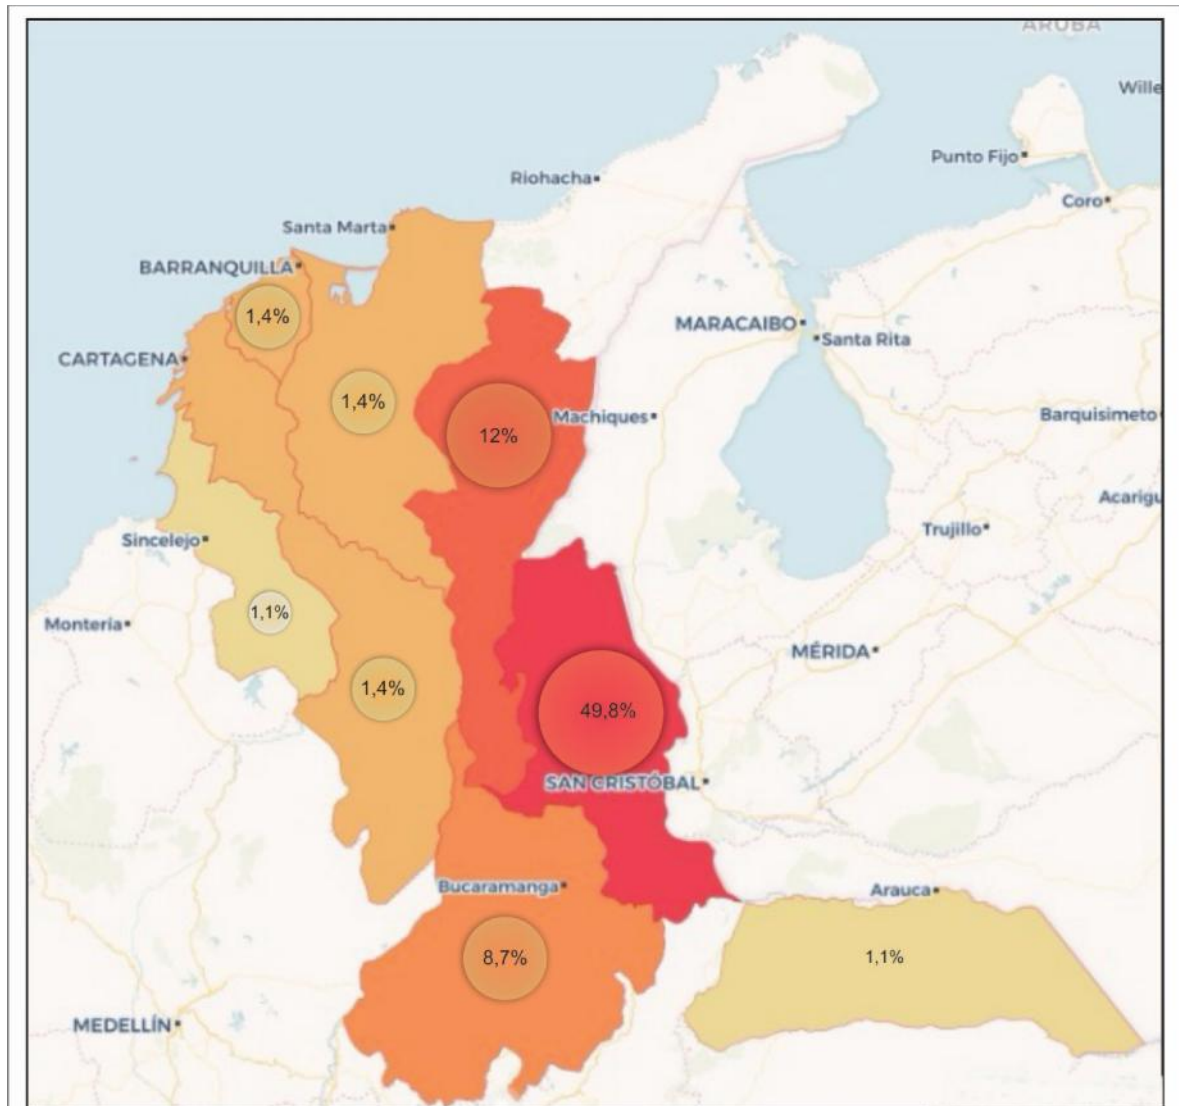 ARUBA
Wille
Punto Fijo
Riohacha
Coro
Santa Marta
BARRANQUILLA
1,4%
MARACAIBO
Santa Rita
CARTAGENA
1,4%
Machiques
Barquisimeto
12%
Acarigu
Trujillo
Sincelejo
1,1%
Montería
MÉRIDA
1,4%
49,8%
SAN CRISTÓBAL
Bucaramanga
Arauca
8,7%
1,1%
MEDELLÍN